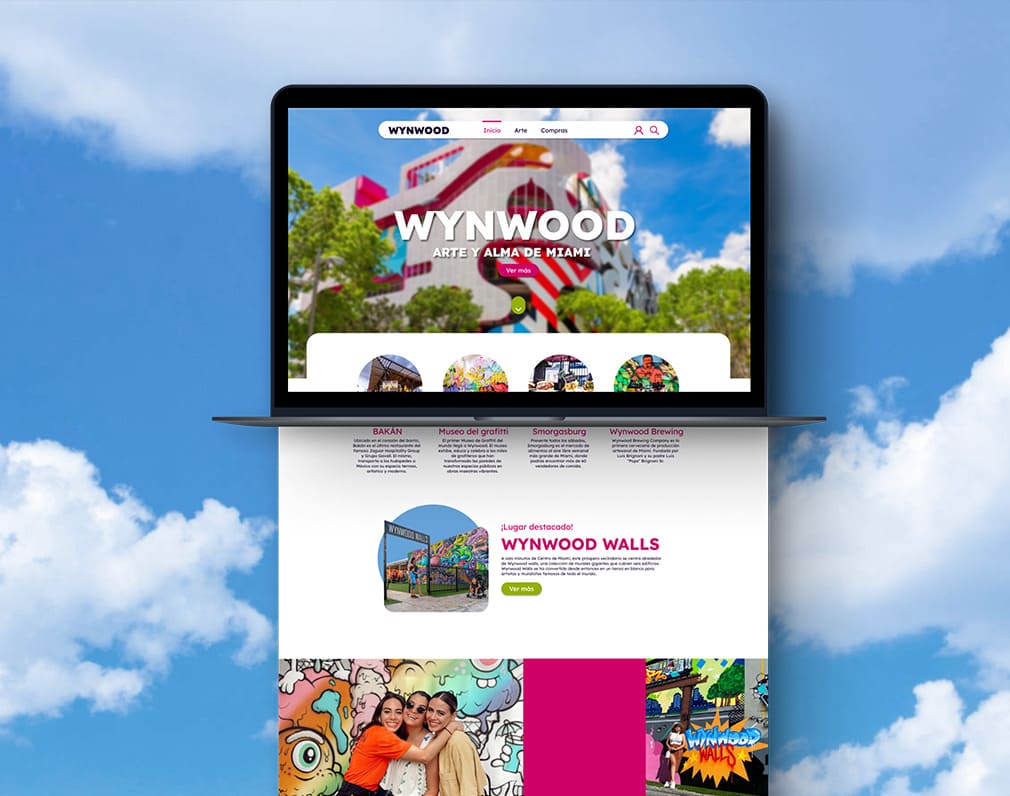 WYNWOOD
Inicio Arte Compras
WYNWOOD
ARTE Y ALMA DE MIAMI
Ver más
BAKÁN
Ubicado en el corazón del barrio,
Bakán es el último restaurante del
famoso Jaguar Hospitality Group
y Grupo Gavall. El mismo,
transporta a los huéspedes a
México con su espacio terroso,
artístico y moderno.
Museo del grafitti
El primer Museo de Graffiti del
mundo llegó a Wynwood. El museo
exhibe, educa y celebra a los miles
de grafiteros que han
transformado las paredes de
nuestros espacios públicos en
obras maestras vibrantes.
Smorgasburg
Presente todos los sábados,
Smorgasburg es el mercado de
alimentos al aire libre semanal
más grande de Miami, donde
podrás encontrar más de 60
vendedores de comida.
Wynwood Brewing
Wynwood Brewing Company es la
primera cervecería de producción
artesanal de Miami. Fundada por
Luis Brignoni y su padre Luis
"Pops" Brignoni Sr.
WYNWOOD WALLS
¡Lugar destacado!
WYNWOOD WALLS
A solo minutos de Centro de Miami, este próspero vecindario se centra alrededor
de Wynwood walls, una colección de murales gigantes que cubren seis edificios.
Wynwood Walls se ha convertido desde entonces en un lienzo en blanco para
artistas y muralistas famosos de todo el mundo.
Ver más
WYNWOOD
WALLS